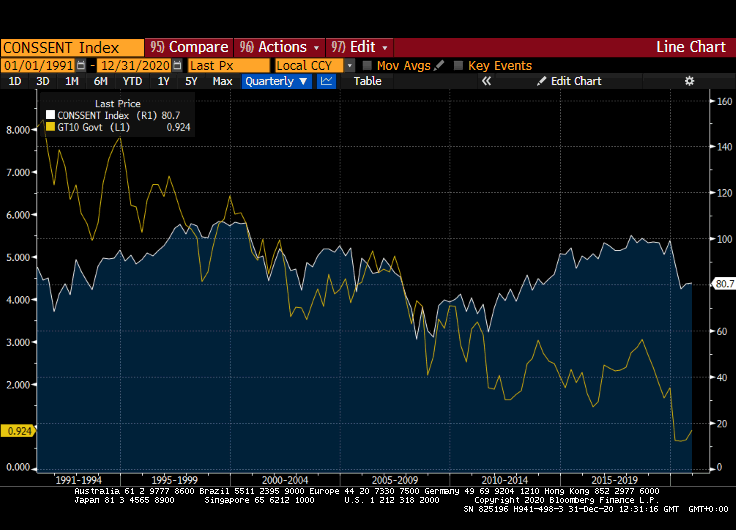 CONSSENT Index 95) Compare 96) Actions 97) Edit Line Chart
01/01/1991 - 12/31/2020 Last Px Local CCY Mov Avgs Key Events
1D 3D 1M 6M YTD 1Y 5Y Max Quarterly Table Edit Chart
Last Price
CONSSENT Index (R1) 80.7
GT10 Govt (L1) 0.924
8.000
7.000
6.000
5.000
4.000
3.000
2.000
0.924
0.000
160
140
120
100
80.7
60
40
20
0
1991-1994 1995-1999 2000-2004 2005-2009 2010-2014 2015-2019
Australia 61 2 9777 8600 Brazil 5511 2395 9000 Europe 44 20 7330 7500 Germany 49 69 9204 1210 Hong Kong 852 2977 6000
Japan 81 3 4565 8900 Singapore 65 6212 1000 U.S. 1 212 318 2000 Copyright 2020 Bloomberg Finance L.P.
SN 825196 H941-498-3 31-Dec-20 12:31:16 GMT GMT+0:00